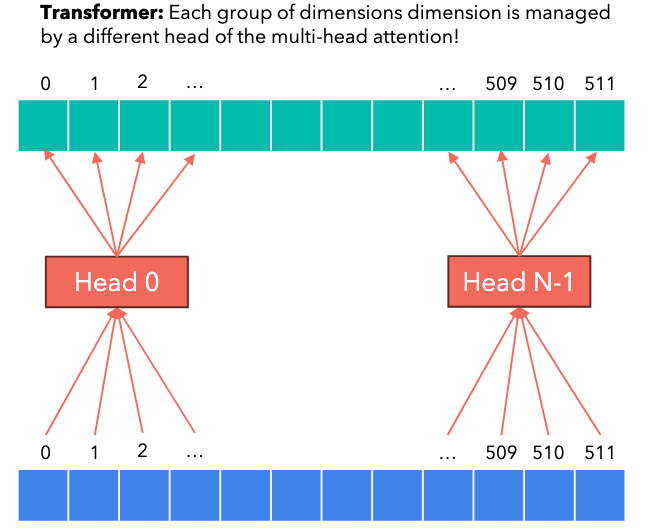 Transformer: Each group of dimensions dimension is managed
by a different head of the multi-head attention!
0 1 2 ... ... 509 510 511
Head 0 Head N-1
0 1 2 ... ... 509 510 511